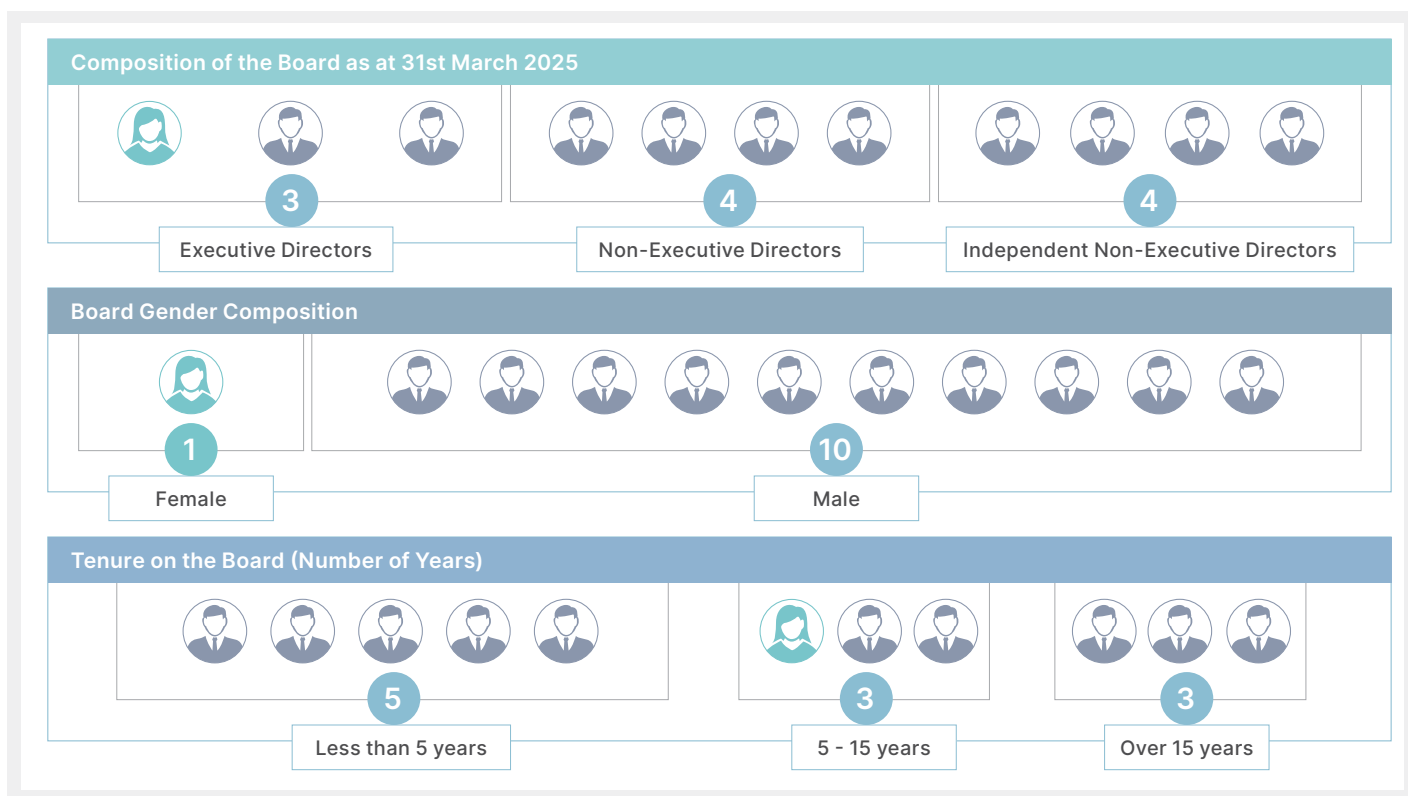 Composition of the Board as at 31st March 2025
3
4
4
Executive Directors
Non-Executive Directors
Independent Non-Executive Directors
Board Gender Composition
1
10
Female
Male
Tenure on the Board (Number of Years)
5
3
3
Less than 5 years
5 - 15 years
Over 15 years